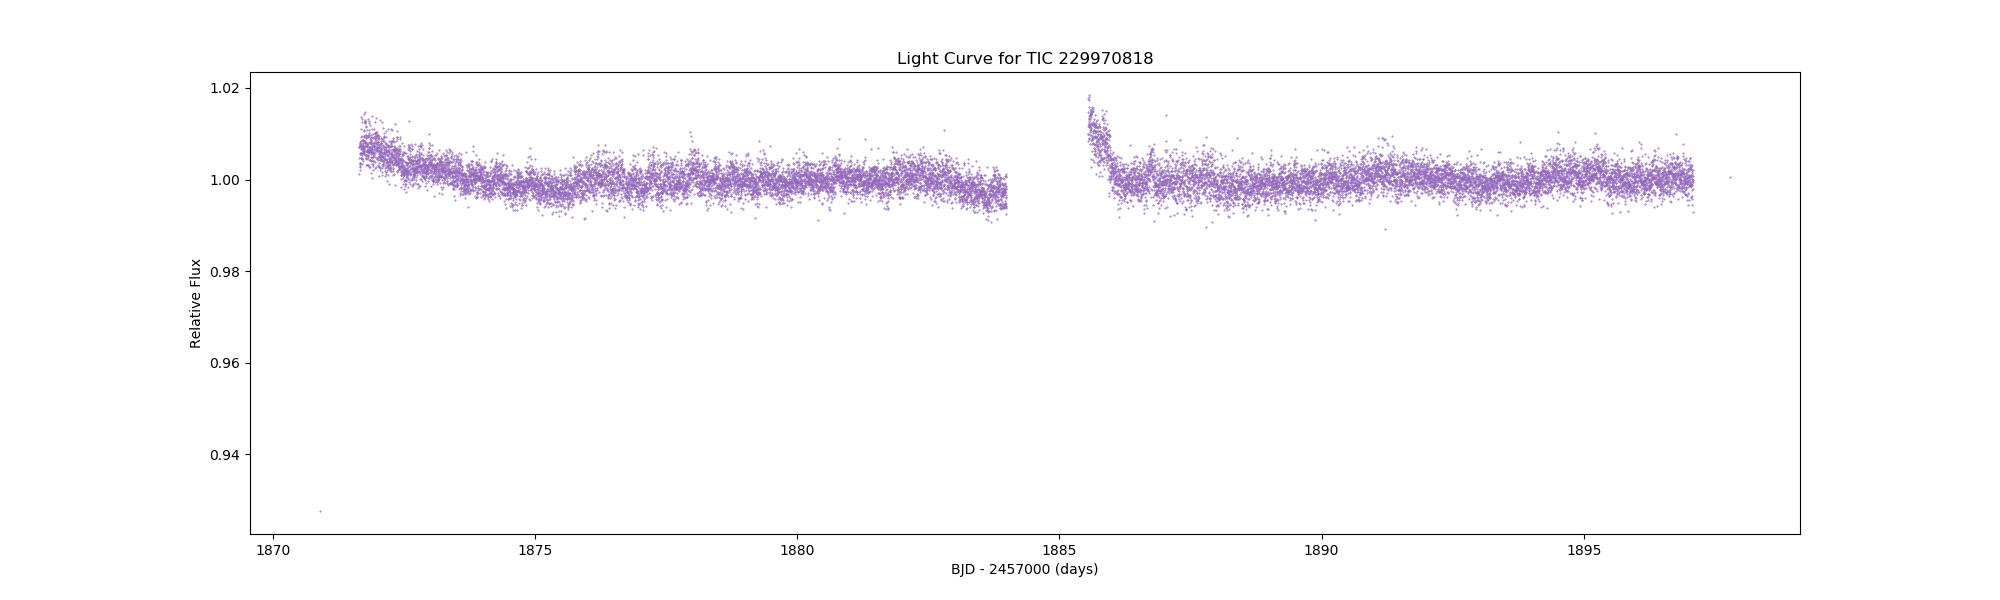 Light Curve for TIC 229970818
1.02
1.00
0.98
0.96
0.94
Relative Flux
1870 1875 1880 1885 1890 1895
BJD - 2457000 (days)